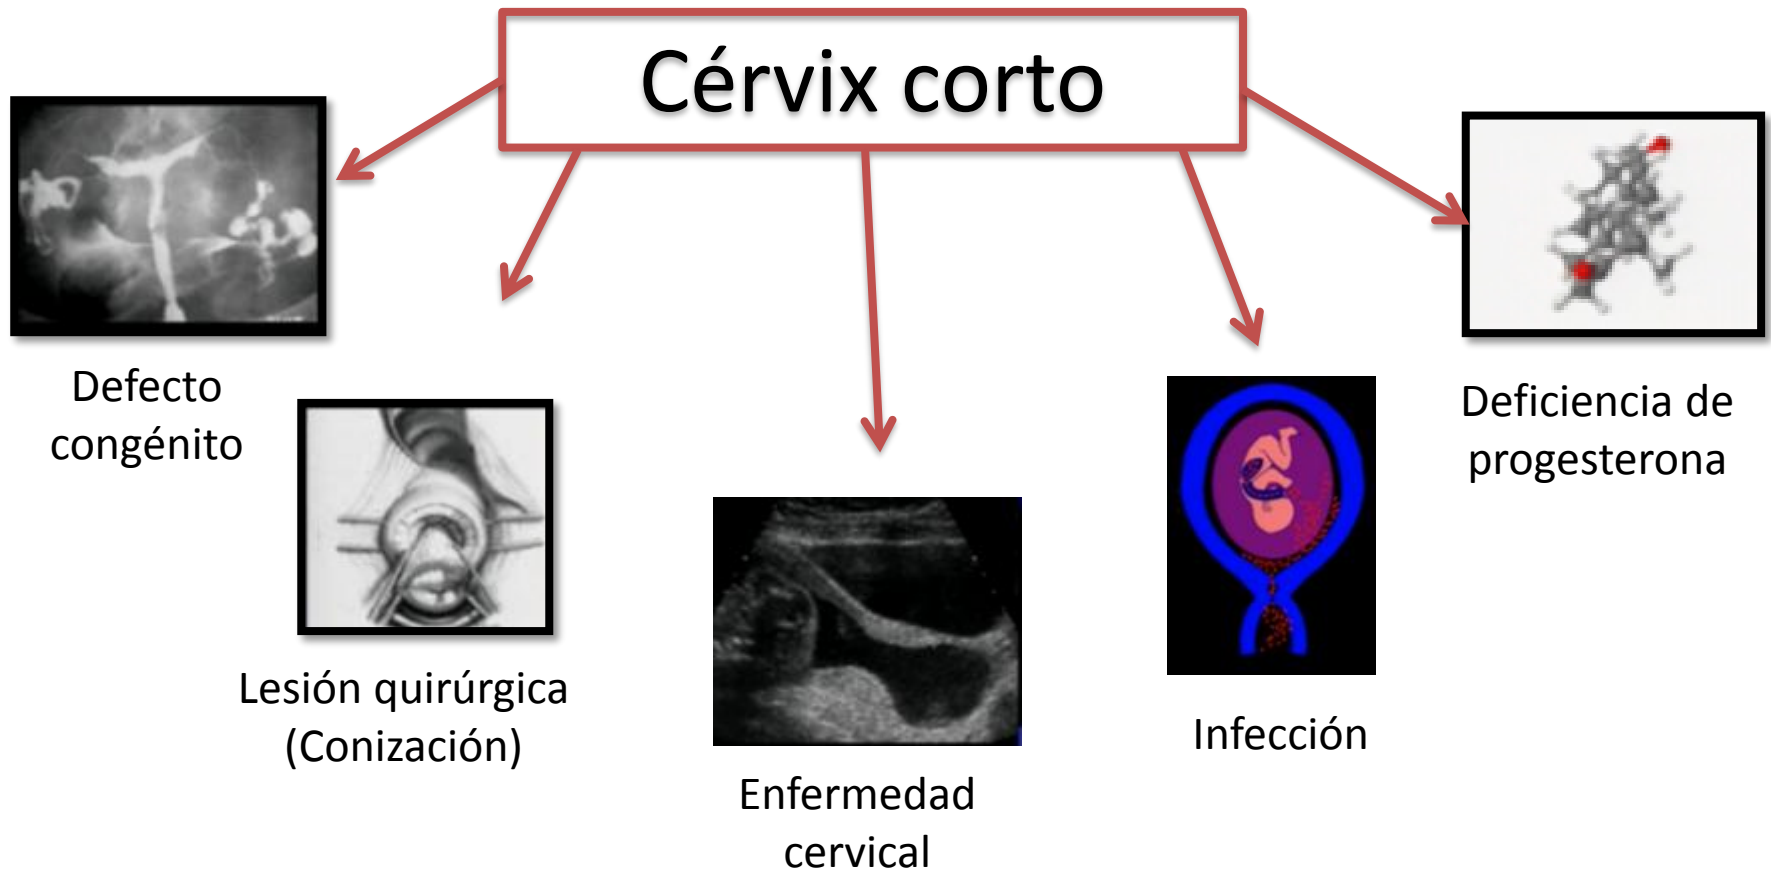 Cérvix corto
Defecto
congénito
Lesión quirúrgica
(Conización)
Enfermedad
cervical
Infección
Deficiencia de
progesterona